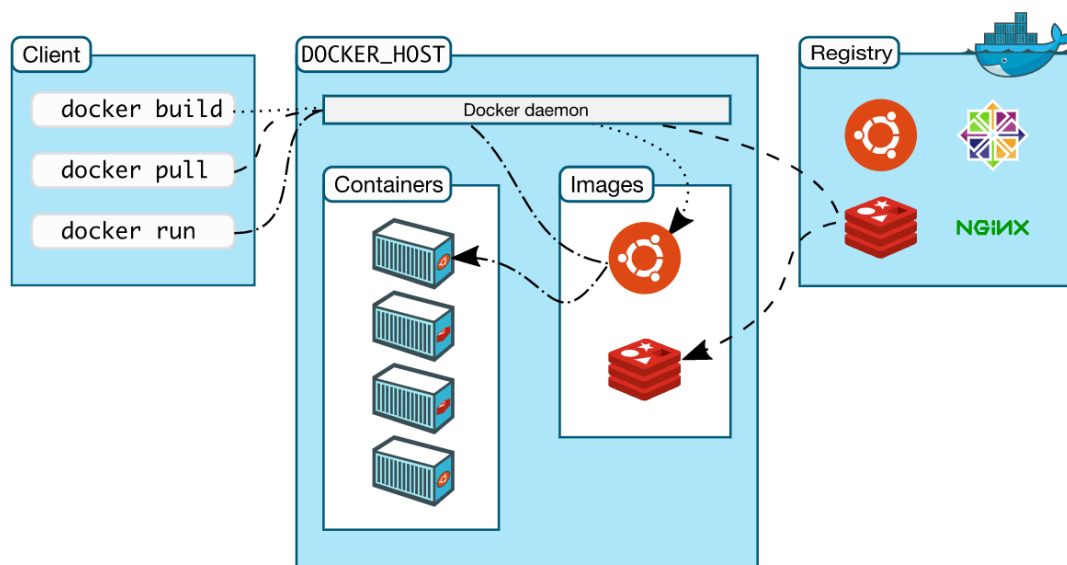 Client
docker build
docker pull
docker run
DOCKER_HOST
Docker daemon
Containers
Images
Registry
NGiNX